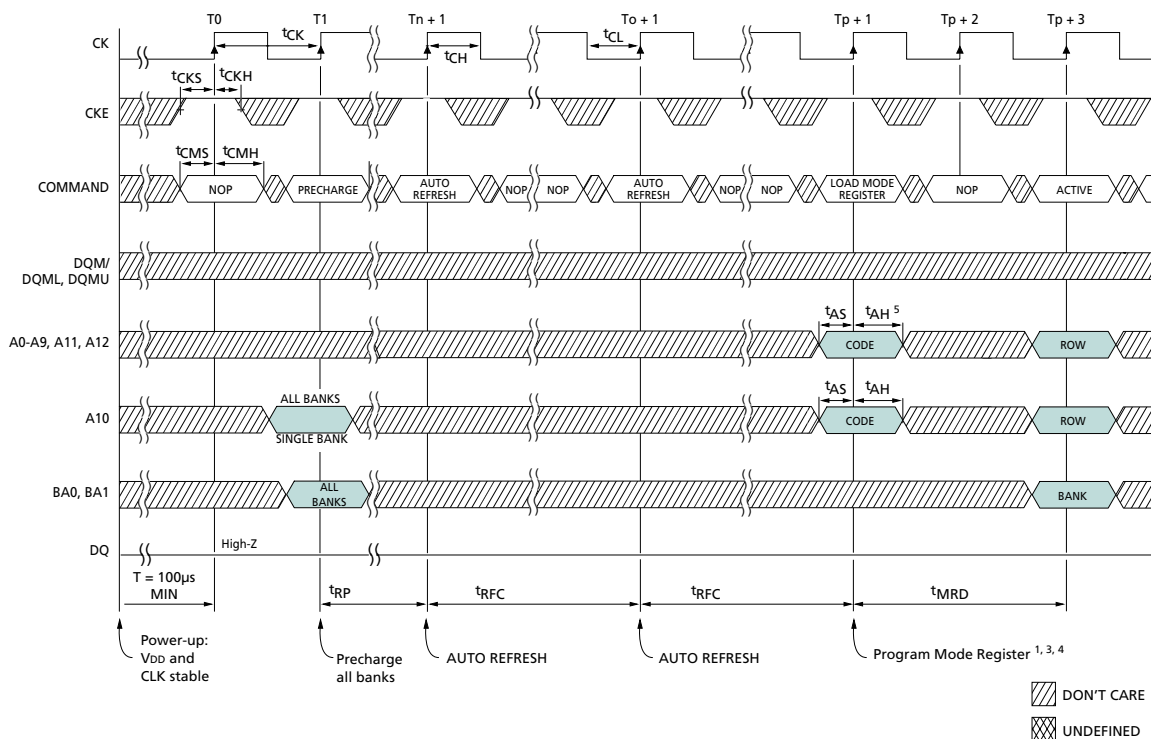 T0 T1 Tn + 1 To + 1 Tp + 1 Tp + 2 Tp + 3
CK
tCK
tCH
tCL
tCKS tCKH
CKE
tCMS tCMH
COMMAND
NOP PRECHARGE AUTO REFRESH NOP NOP AUTO REFRESH NOP NOP LOAD MODE REGISTER NOP ACTIVE
DQM/
DQML, DQMU
tAS tAH 5
A0-A9, A11, A12
CODE ROW
ALL BANKS
tAS tAH
A10
CODE ROW
SINGLE BANK
BA0, BA1
ALL BANKS
BANK
DQ
High-Z
T = 100µs
MIN
tRP tRFC tRFC tMRD
Power-up:
VDD and
CLK stable
Precharge
all banks
AUTO REFRESH
AUTO REFRESH
Program Mode Register 1, 3, 4
DON'T CARE
UNDEFINED